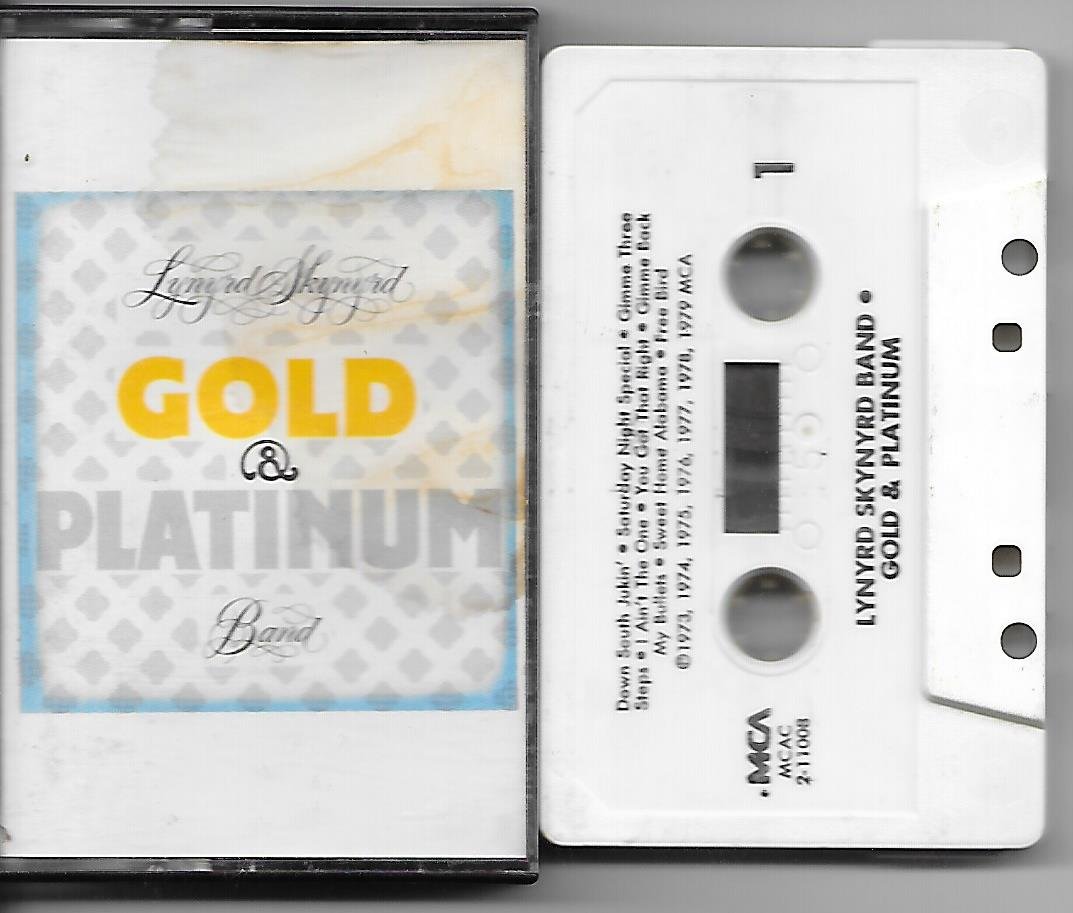 Lynyrd Skynyrd
GOLD
&
PLATINUM
Band
1
Down South Jukin' • Saturday Night Special • Gimme Three
Steps • I Ain't The One • You Got That Right • Gimme Back
My Bullets • Sweet Home Alabama • Free Bird
©1973, 1974, 1975, 1976, 1977, 1978, 1979 MCA
MCA
MCAC
2-11008
LYNYRD SKYNYRD BAND •
GOLD & PLATINUM